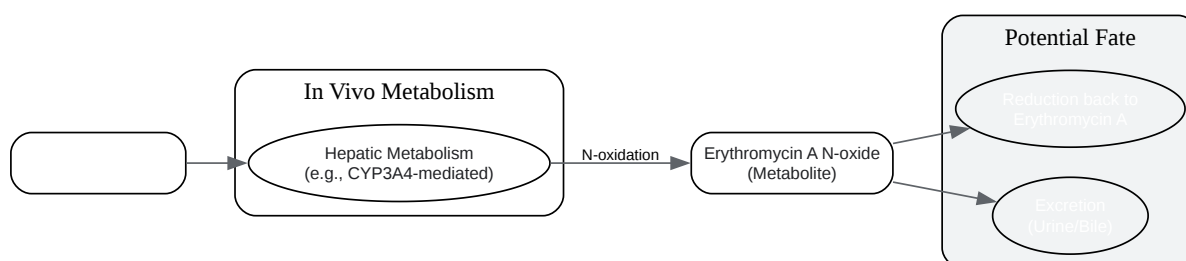 In Vivo Metabolism
Hepatic Metabolism
(e.g., CYP3A4-mediated)
N-oxidation
Erythromycin A N-oxide
(Metabolite)
Potential Fate
Reduction back to
Erythromycin A
Excretion
(Urine/Bile)